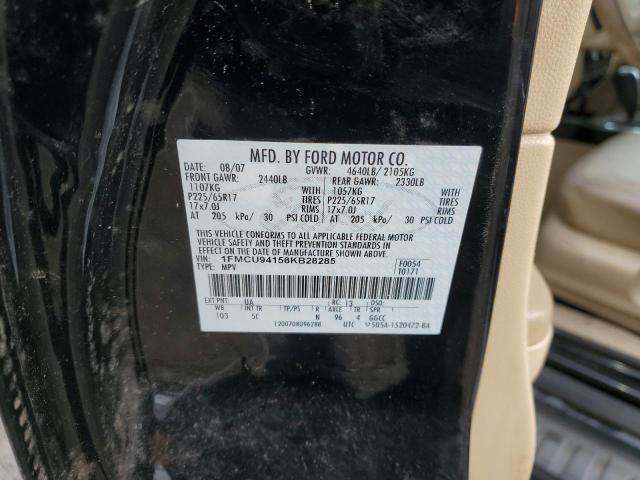 MFD. BY FORD MOTOR CO.
DATE: 08/07 GVWR: 4640LB/ 2105KG
FRONT GAWR: 2440LB REAR GAWR: 2330LB
1107KG WITH 1057KG WITH
P225/65R17 TIRES P225/65R17 TIRES
17x7.0J RIMS 17x7.0J RIMS
AT 205 kPa/ 30 PSI COLD AT 205 kPa/ 30 PSI COLD
THIS VEHICLE CONFORMS TO ALL APPLICABLE FEDERAL MOTOR
VEHICLE SAFETY AND THEFT PREVENTION STANDARDS IN
EFFECT ON THE DATE OF MANUFACTURE SHOWN ABOVE.
VIN: 1FMCU94158KB28285 F0054
TYPE: MPV T0171
EXT PNT: UA RC: 13 DSO:
WB INT TR TP/PS R AXLE TR SPR
103 5C N 96 4 GGCC
1200708096288 UTC 5U5A-1520472-BA